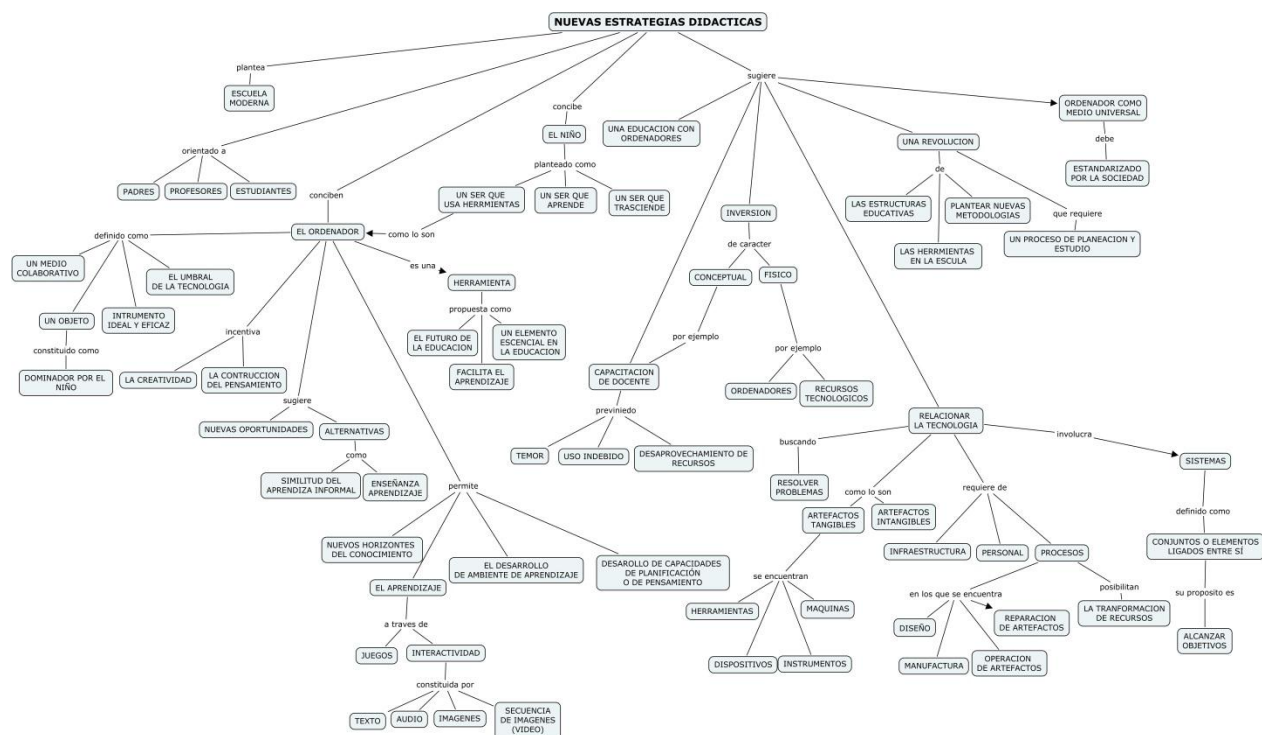 NUEVAS ESTRATEGIAS DIDACTICAS
plantea
ESCUELA
MODERNA
orientado a
PADRES
PROFESORES
ESTUDIANTES
conciben
EL ORDENADOR
definido como
UN MEDIO
COLABORATIVO
EL UMBRAL
DE LA TECNOLOGIA
UN OBJETO
INTRUMENTO
IDEAL Y EFICAZ
constituido como
DOMINADOR POR EL
NIÑO
incentiva
LA CREATIVIDAD
LA CONTRUCCION
DEL PENSAMIENTO
sugiere
NUEVAS OPORTUNIDADES
ALTERNATIVAS
como
SIMILITUD DEL
APRENDIZA INFORMAL
ENSEÑANZA
APRENDIZAJE
es una
HERRAMIENTA
propuesta como
EL FUTURO DE
LA EDUCACION
UN ELEMENTO
ESCENCIAL EN
LA EDUCACION
FACILITA EL
APRENDIZAJE
permite
NUEVOS HORIZONTES
DEL CONOCIMIENTO
EL APRENDIZAJE
EL DESARROLLO
DE AMBIENTE DE APRENDIZAJE
DESAROLLO DE CAPACIDADES
DE PLANIFICACIÓN
O DE PENSAMIENTO
a traves de
JUEGOS
INTERACTIVIDAD
constituida por
TEXTO
AUDIO
IMAGENES
SECUENCIA
DE IMAGENES
(VIDEO)
concibe
EL NIÑO
planteado como
UN SER QUE
USA HERRMIENTAS
UN SER QUE
APRENDE
UN SER QUE
TRASCIENDE
como lo son
sugiere
UNA EDUCACION CON
ORDENADORES
INVERSION
de caracter
CONCEPTUAL
FISICO
por ejemplo
por ejemplo
ORDENADORES
RECURSOS
TECNOLOGICOS
CAPACITACION
DE DOCENTE
previniedo
TEMOR
USO INDEBIDO
DESAPROVECHAMIENTO DE
RECURSOS
UNA REVOLUCION
de
LAS ESTRUCTURAS
EDUCATIVAS
PLANTEAR NUEVAS
METODOLOGIAS
LAS HERRMIENTAS
EN LA ESCULA
que requiere
UN PROCESO DE PLANEACION Y
ESTUDIO
ORDENADOR COMO
MEDIO UNIVERSAL
debe
ESTANDARIZADO
POR LA SOCIEDAD
RELACIONAR
LA TECNOLOGIA
buscando
RESOLVER
PROBLEMAS
como lo son
ARTEFACTOS
TANGIBLES
ARTEFACTOS
INTANGIBLES
se encuentran
HERRAMIENTAS
MAQUINAS
DISPOSITIVOS
INSTRUMENTOS
requiere de
INFRAESTRUCTURA
PERSONAL
PROCESOS
en los que se encuentra
DISEÑO
REPARACION
DE ARTEFACTOS
MANUFACTURA
OPERACION
DE ARTEFACTOS
posibilitan
LA TRANFORMACION
DE RECURSOS
involucra
SISTEMAS
definido como
CONJUNTOS O ELEMENTOS
LIGADOS ENTRE SÍ
su proposito es
ALCANZAR
OBJETIVOS